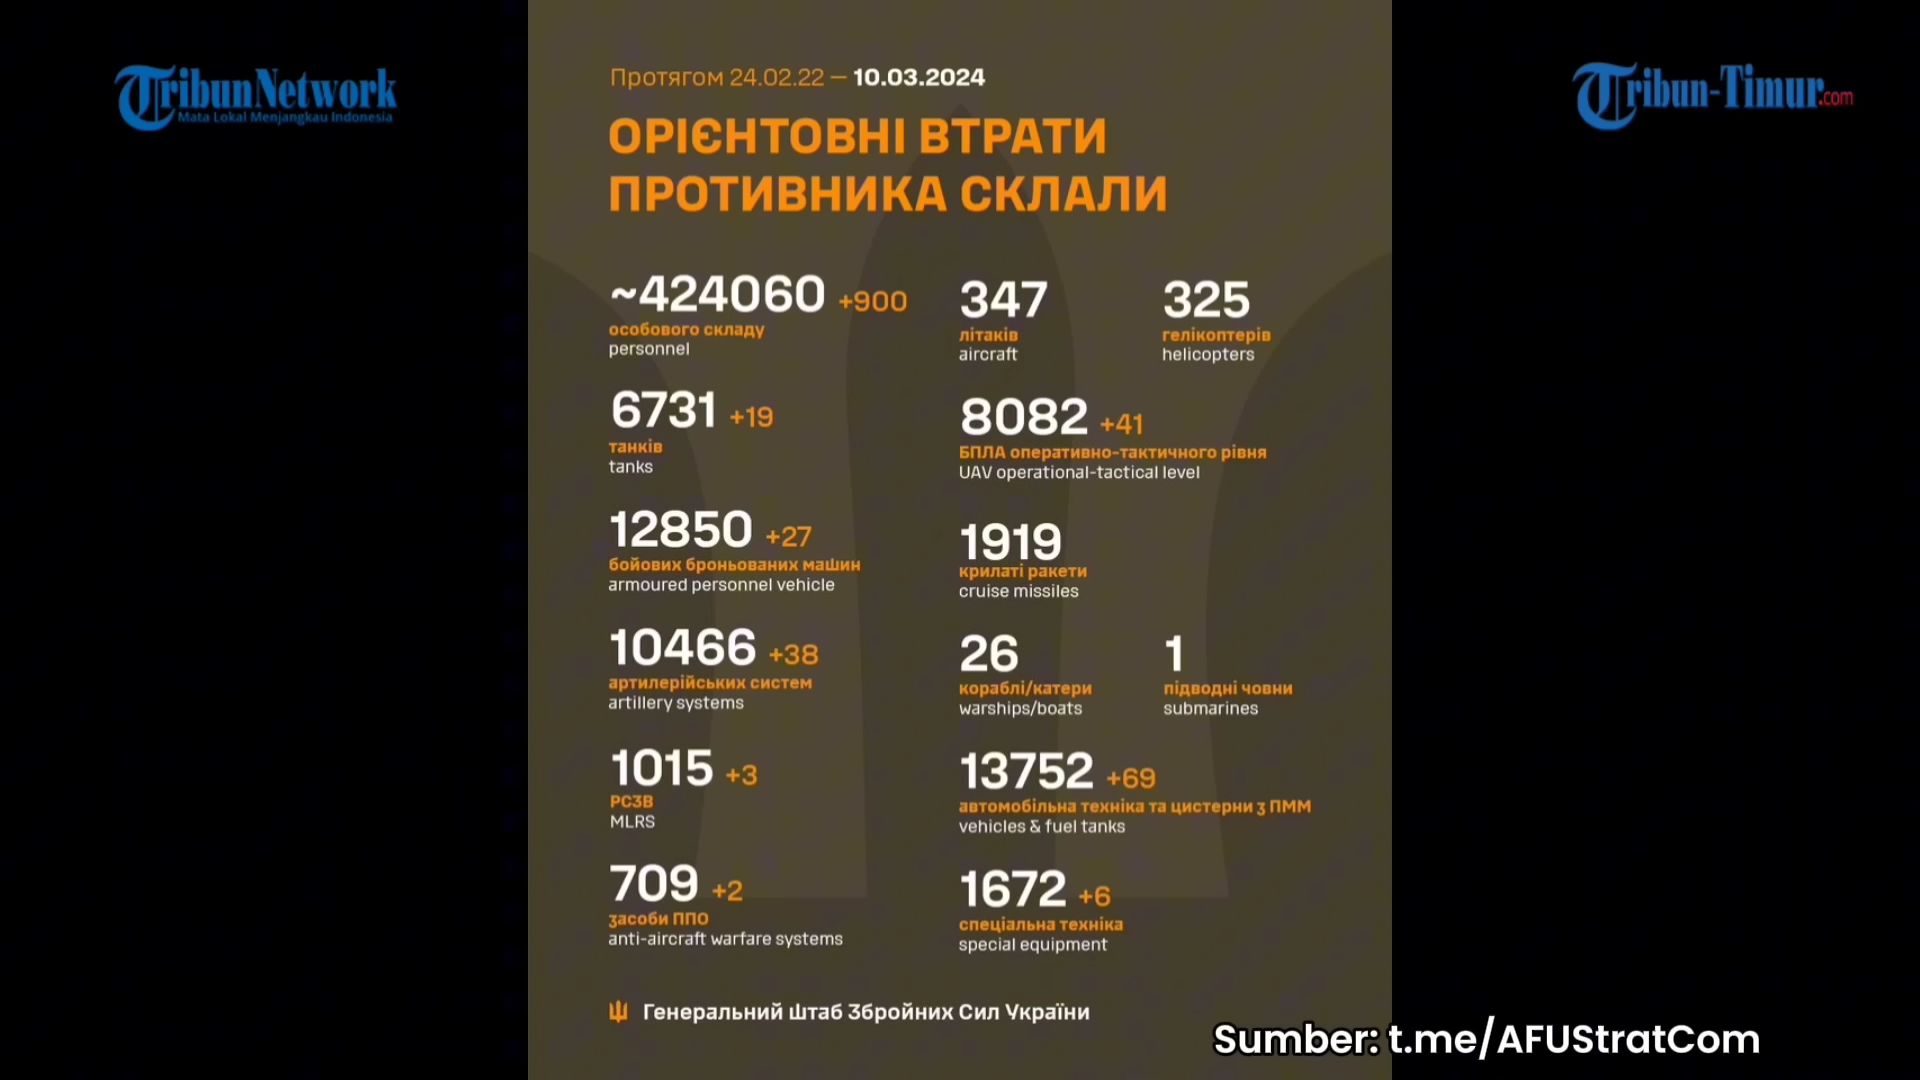 TribunNetwork
Mata Lokal Menjangkau Indonesia
Tribun-Timur.com
Протягом 24.02.22 — 10.03.2024
ОРІЄНТОВНІ ВТРАТИ
ПРОТИВНИКА СКЛАЛИ
~424060 +900
особового складу
personnel
347
літаків
aircraft
325
гелікоптерів
helicopters
6731 +19
танків
tanks
8082 +41
БПЛА оперативно-тактичного рівня
UAV operational-tactical level
12850 +27
бойових броньованих машин
armoured personnel vehicle
1919
крилаті ракети
cruise missiles
10466 +38
артилерійських систем
artillery systems
26
кораблі/катери
warships/boats
1
підводні човни
submarines
1015 +3
РСЗВ
MLRS
13752 +69
автомобільна техніка та цистерни з ПММ
vehicles & fuel tanks
709 +2
засоби ППО
anti-aircraft warfare systems
1672 +6
спеціальна техніка
special equipment
Генеральний штаб Збройних Сил України
Sumber: t.me/AFUStratCom